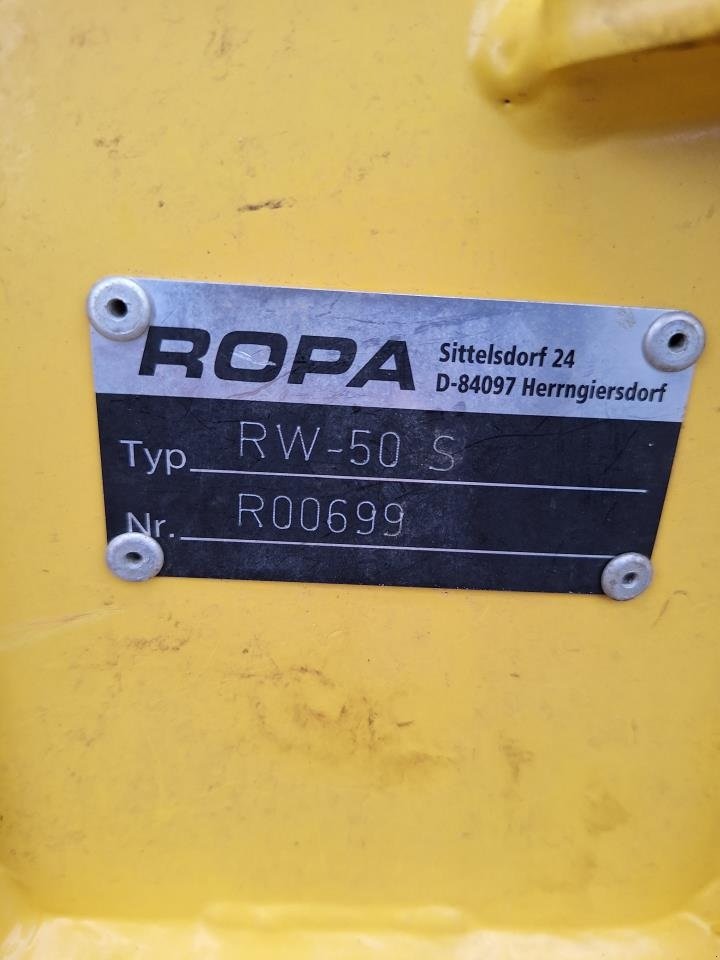 ROPA
Sittelsdorf 24
D-84097 Herrngiersdorf
Typ RW-50 S
Nr. R00699